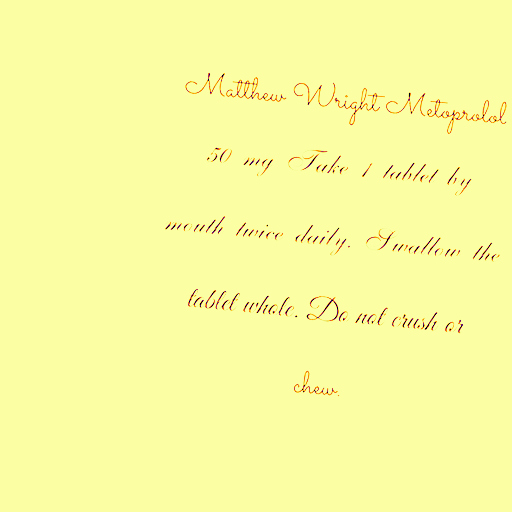 Matthew Wright Metoprolol
50 mg Take 1 tablet by
mouth twice daily. Swallow the
tablet whole. Do not crush or
chew.